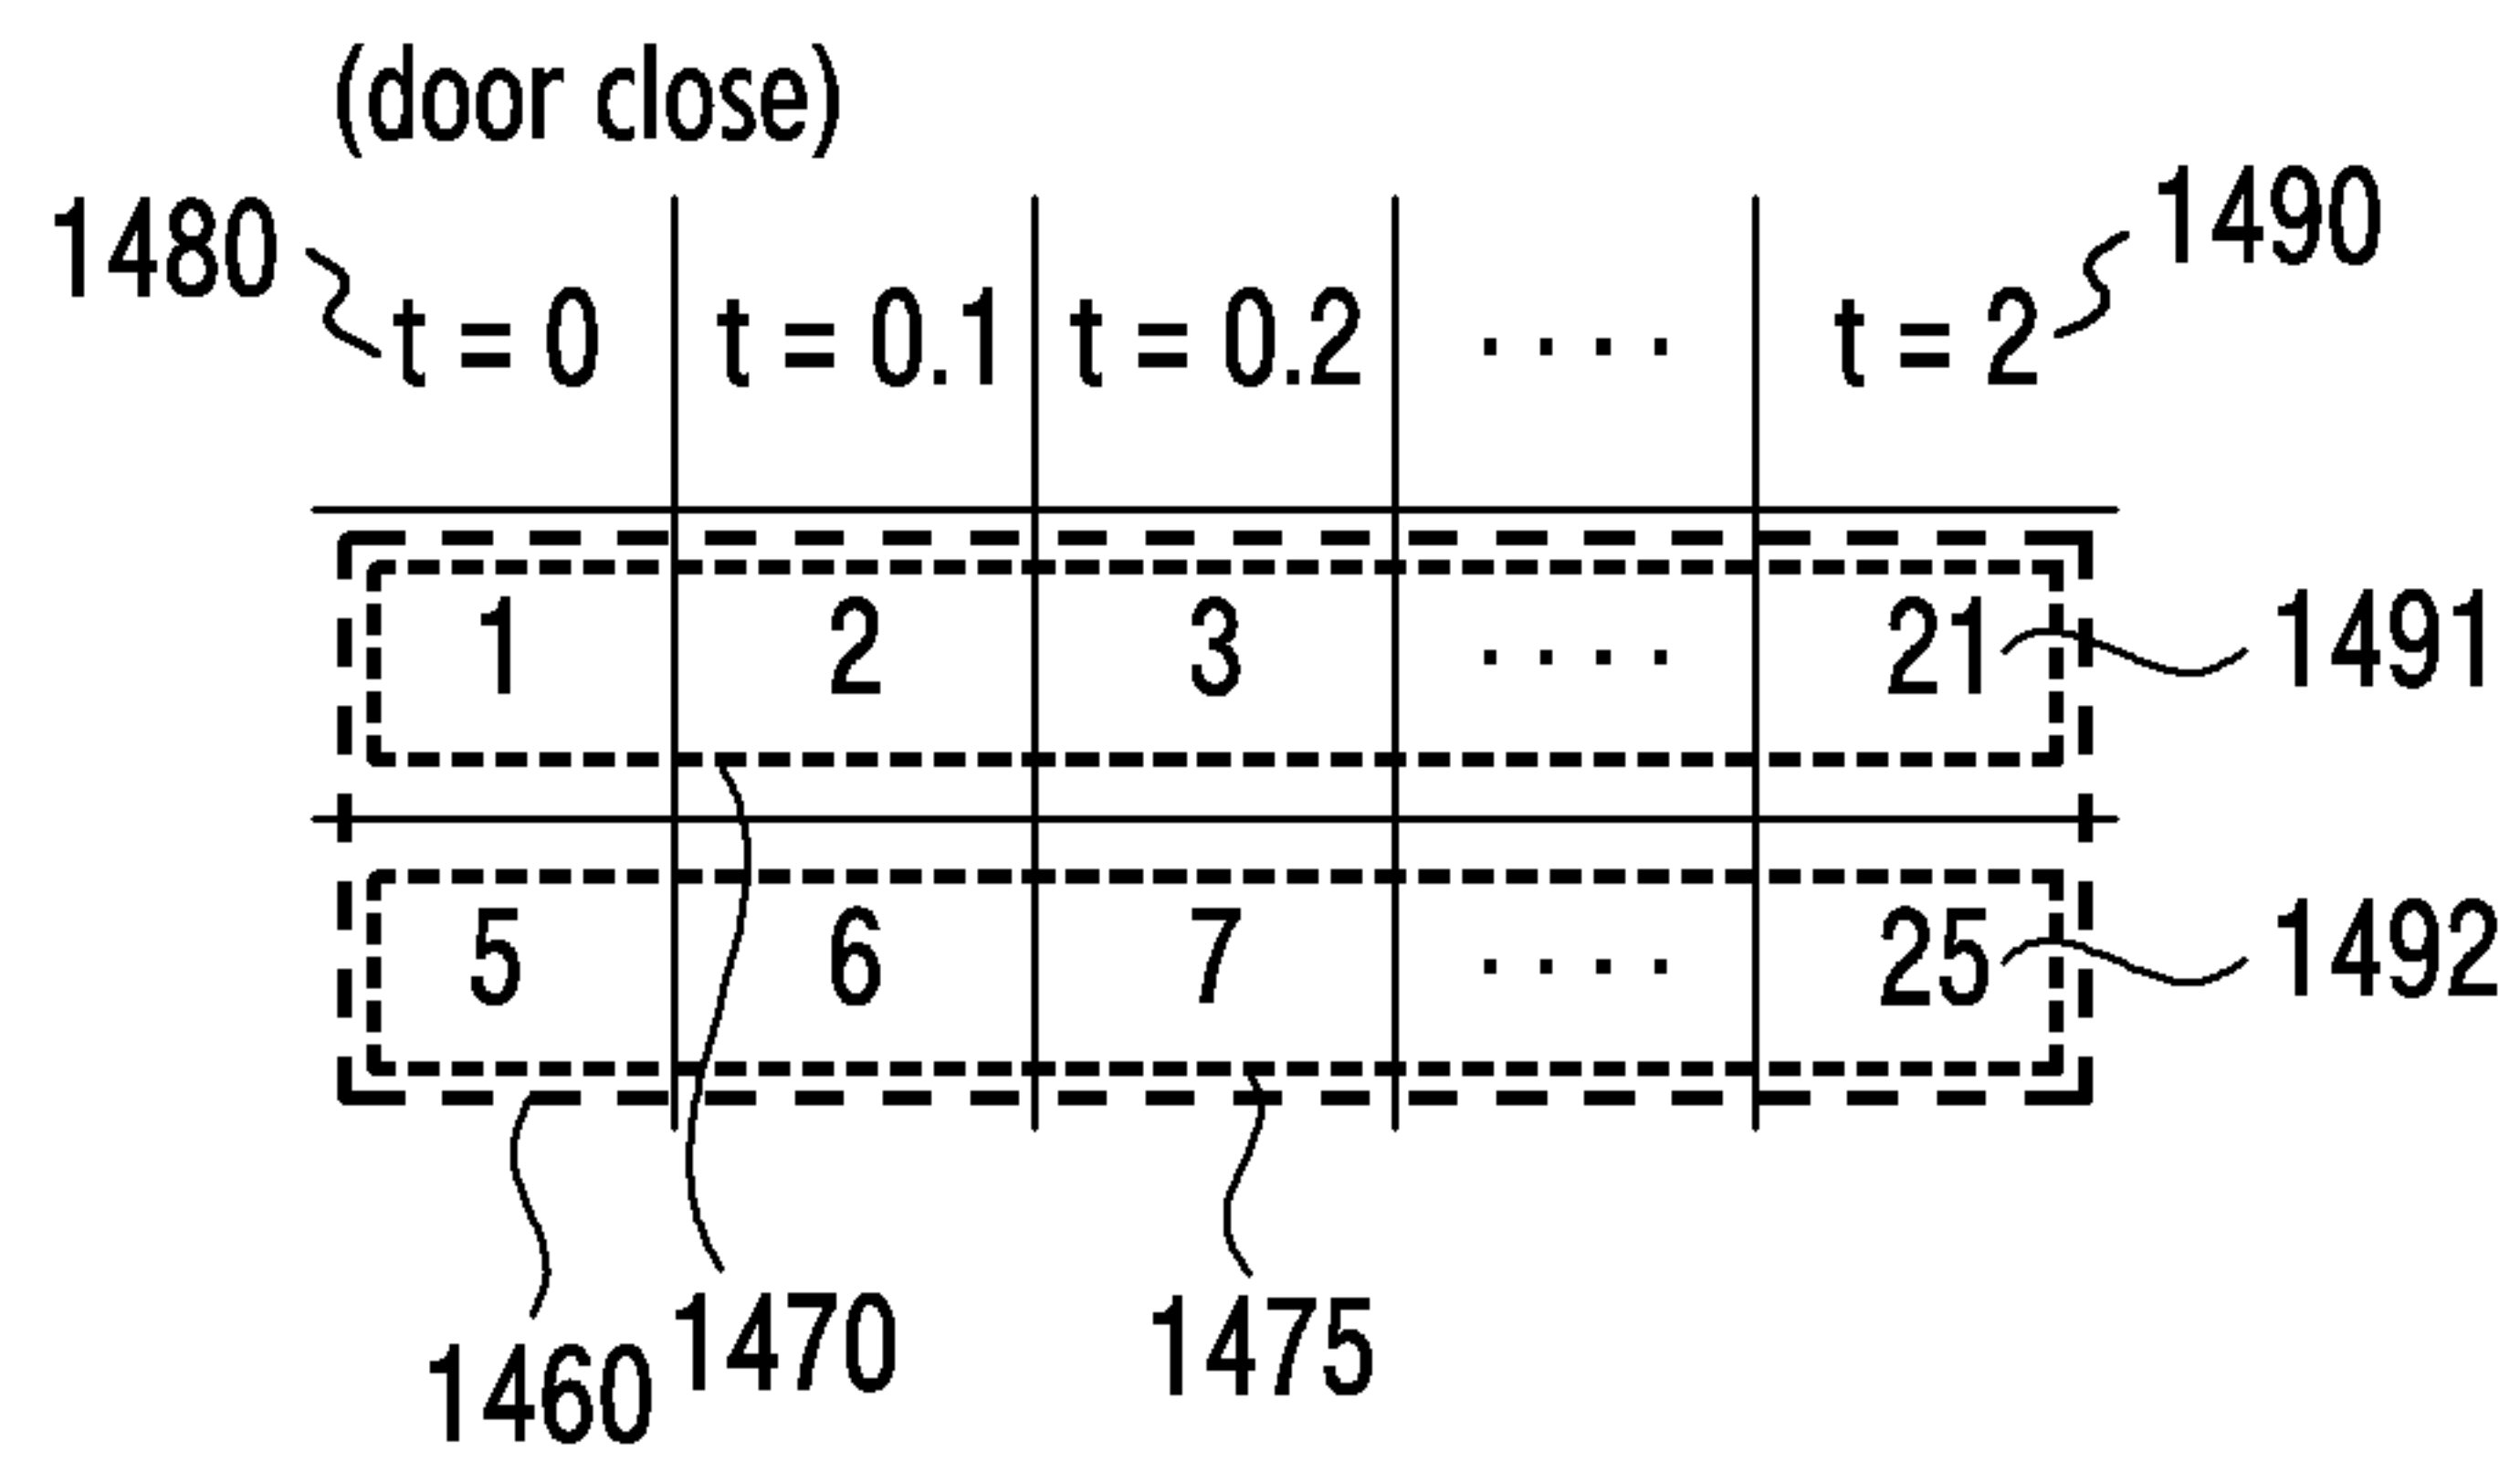 (door close)
1480 t = 0 t = 0.1 t = 0.2 .... t = 2 1490
1 2 3 .... 21 1491
5 6 7 .... 25 1492
1460 1470 1475